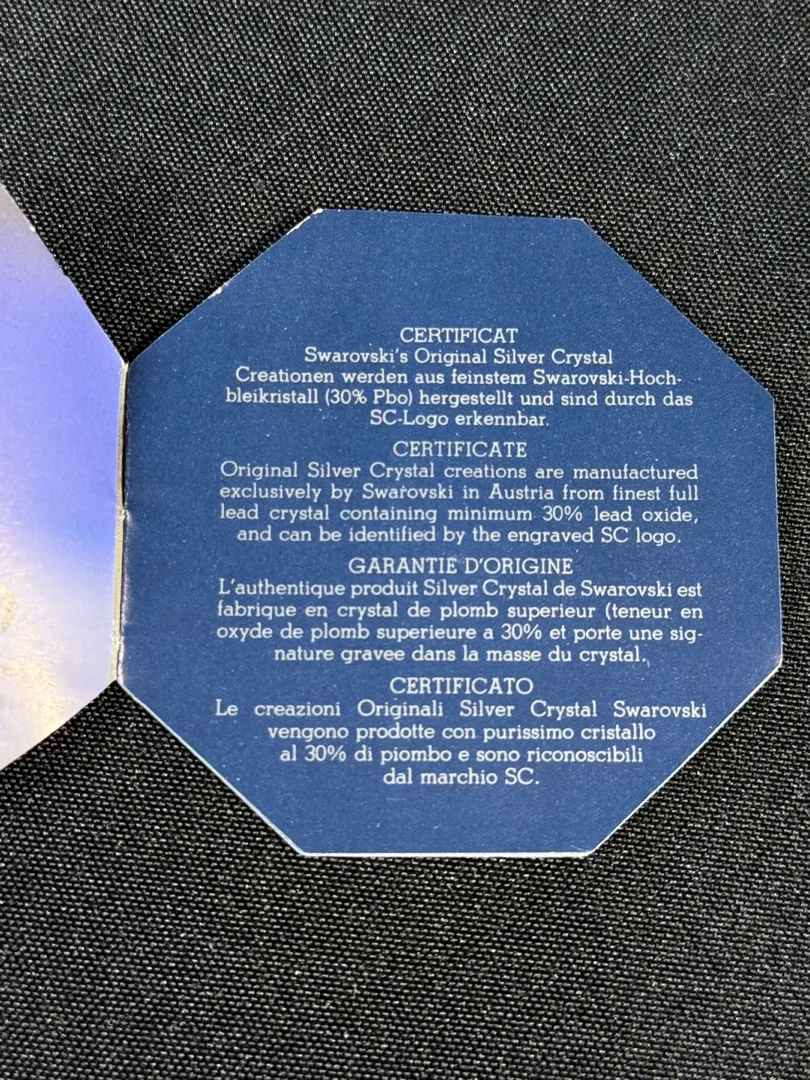 CERTIFICAT
Swarovski's Original Silver Crystal
Creationen werden aus feinstem Swarovski-Hoch-
bleikristall (30% Pbo) hergestellt und sind durch das
SC-Logo erkennbar.
CERTIFICATE
Original Silver Crystal creations are manufactured
exclusively by Swarovski in Austria from finest full
lead crystal containing minimum 30% lead oxide,
and can be identified by the engraved SC logo.
GARANTIE D'ORIGINE
L'authentique produit Silver Crystal de Swarovski est
fabrique en crystal de plomb superieur (teneur en
oxyde de plomb superieure a 30% et porte une sig-
nature gravee dans la masse du crystal.
CERTIFICATO
Le creazioni Originali Silver Crystal Swarovski
vengono prodotte con purissimo cristallo
al 30% di piombo e sono riconoscibili
dal marchio SC.